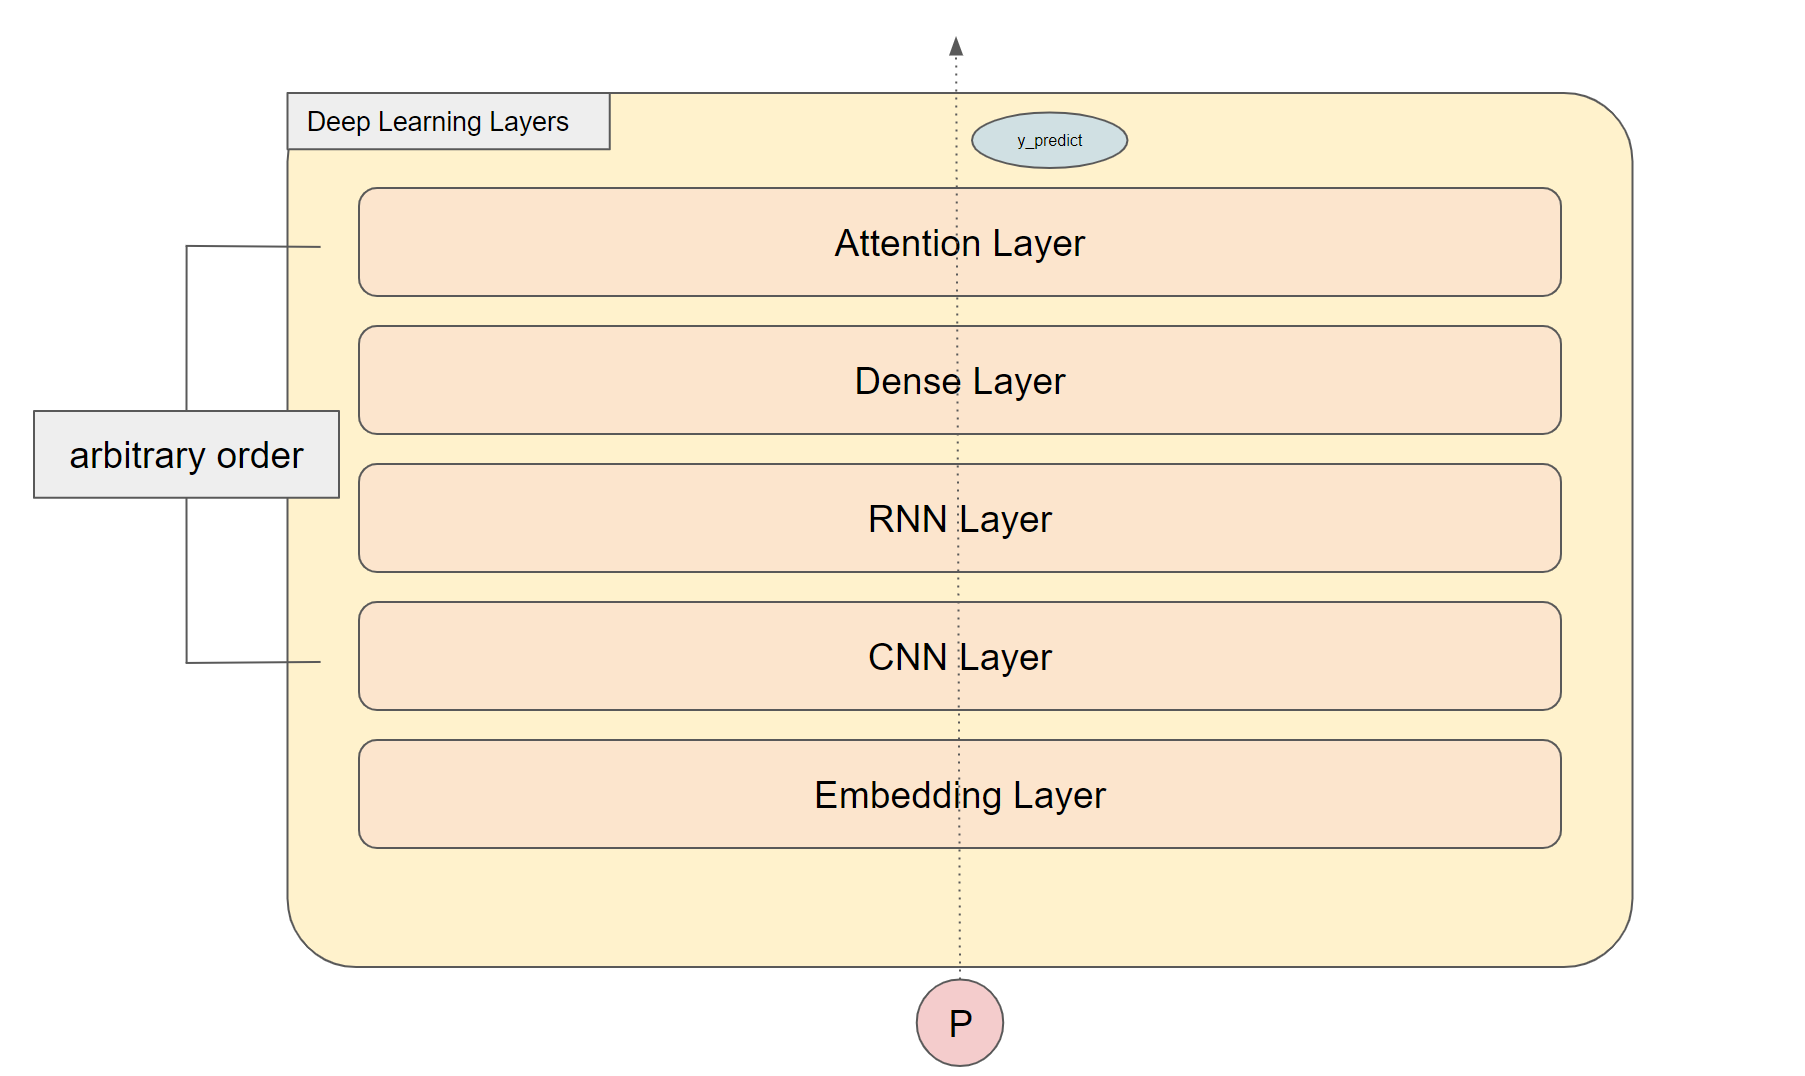 Deep Learning Layers
y_predict
Attention Layer
Dense Layer
arbitrary order
RNN Layer
CNN Layer
Embedding Layer
P